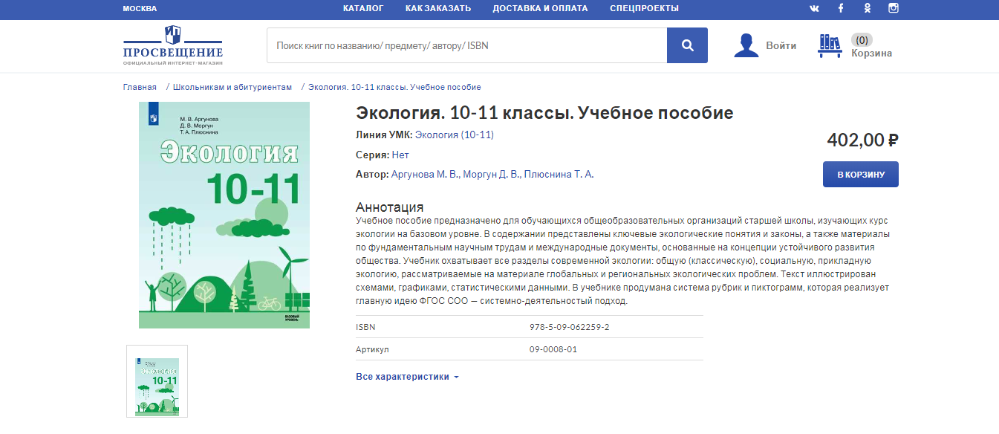 МОСКВА
КАТАЛОГ КАК ЗАКАЗАТЬ ДОСТАВКА И ОПЛАТА СПЕЦПРОЕКТЫ
ИП
ПРОСВЕЩЕНИЕ
ОФИЦИАЛЬНЫЙ ИНТЕРНЕТ-МАГАЗИН
Поиск книг по названию/ предмету/ автору/ ISBN
Войти
(0)
Корзина
Главная / Школьникам и абитуриентам / Экология. 10-11 классы. Учебное пособие
М. В. Аргунова
Д. В. Моргун
Т. А. Плюснина
Экология
10-11
БАЗОВЫЙ
УРОВЕНЬ
Экология
10-11
Экология. 10-11 классы. Учебное пособие
Линия УМК: Экология (10-11)
Серия: Нет
Автор: Аргунова М. В., Моргун Д. В., Плюснина Т. А.
402,00 ₽
В КОРЗИНУ
Аннотация
Учебное пособие предназначено для обучающихся общеобразовательных организаций старшей школы, изучающих курс
экологии на базовом уровне. В содержании представлены ключевые экологические понятия и законы, а также материалы
по фундаментальным научным трудам и международные документы, основанные на концепции устойчивого развития
общества. Учебник охватывает все разделы современной экологии: общую (классическую), социальную, прикладную
экологию, рассматриваемые на материале глобальных и региональных экологических проблем. Текст иллюстрирован
схемами, графиками, статистическими данными. В учебнике продумана система рубрик и пиктограмм, которая реализует
главную идею ФГОС СОО — системно-деятельностый подход.
ISBN 978-5-09-062259-2
Артикул 09-0008-01
Все характеристики